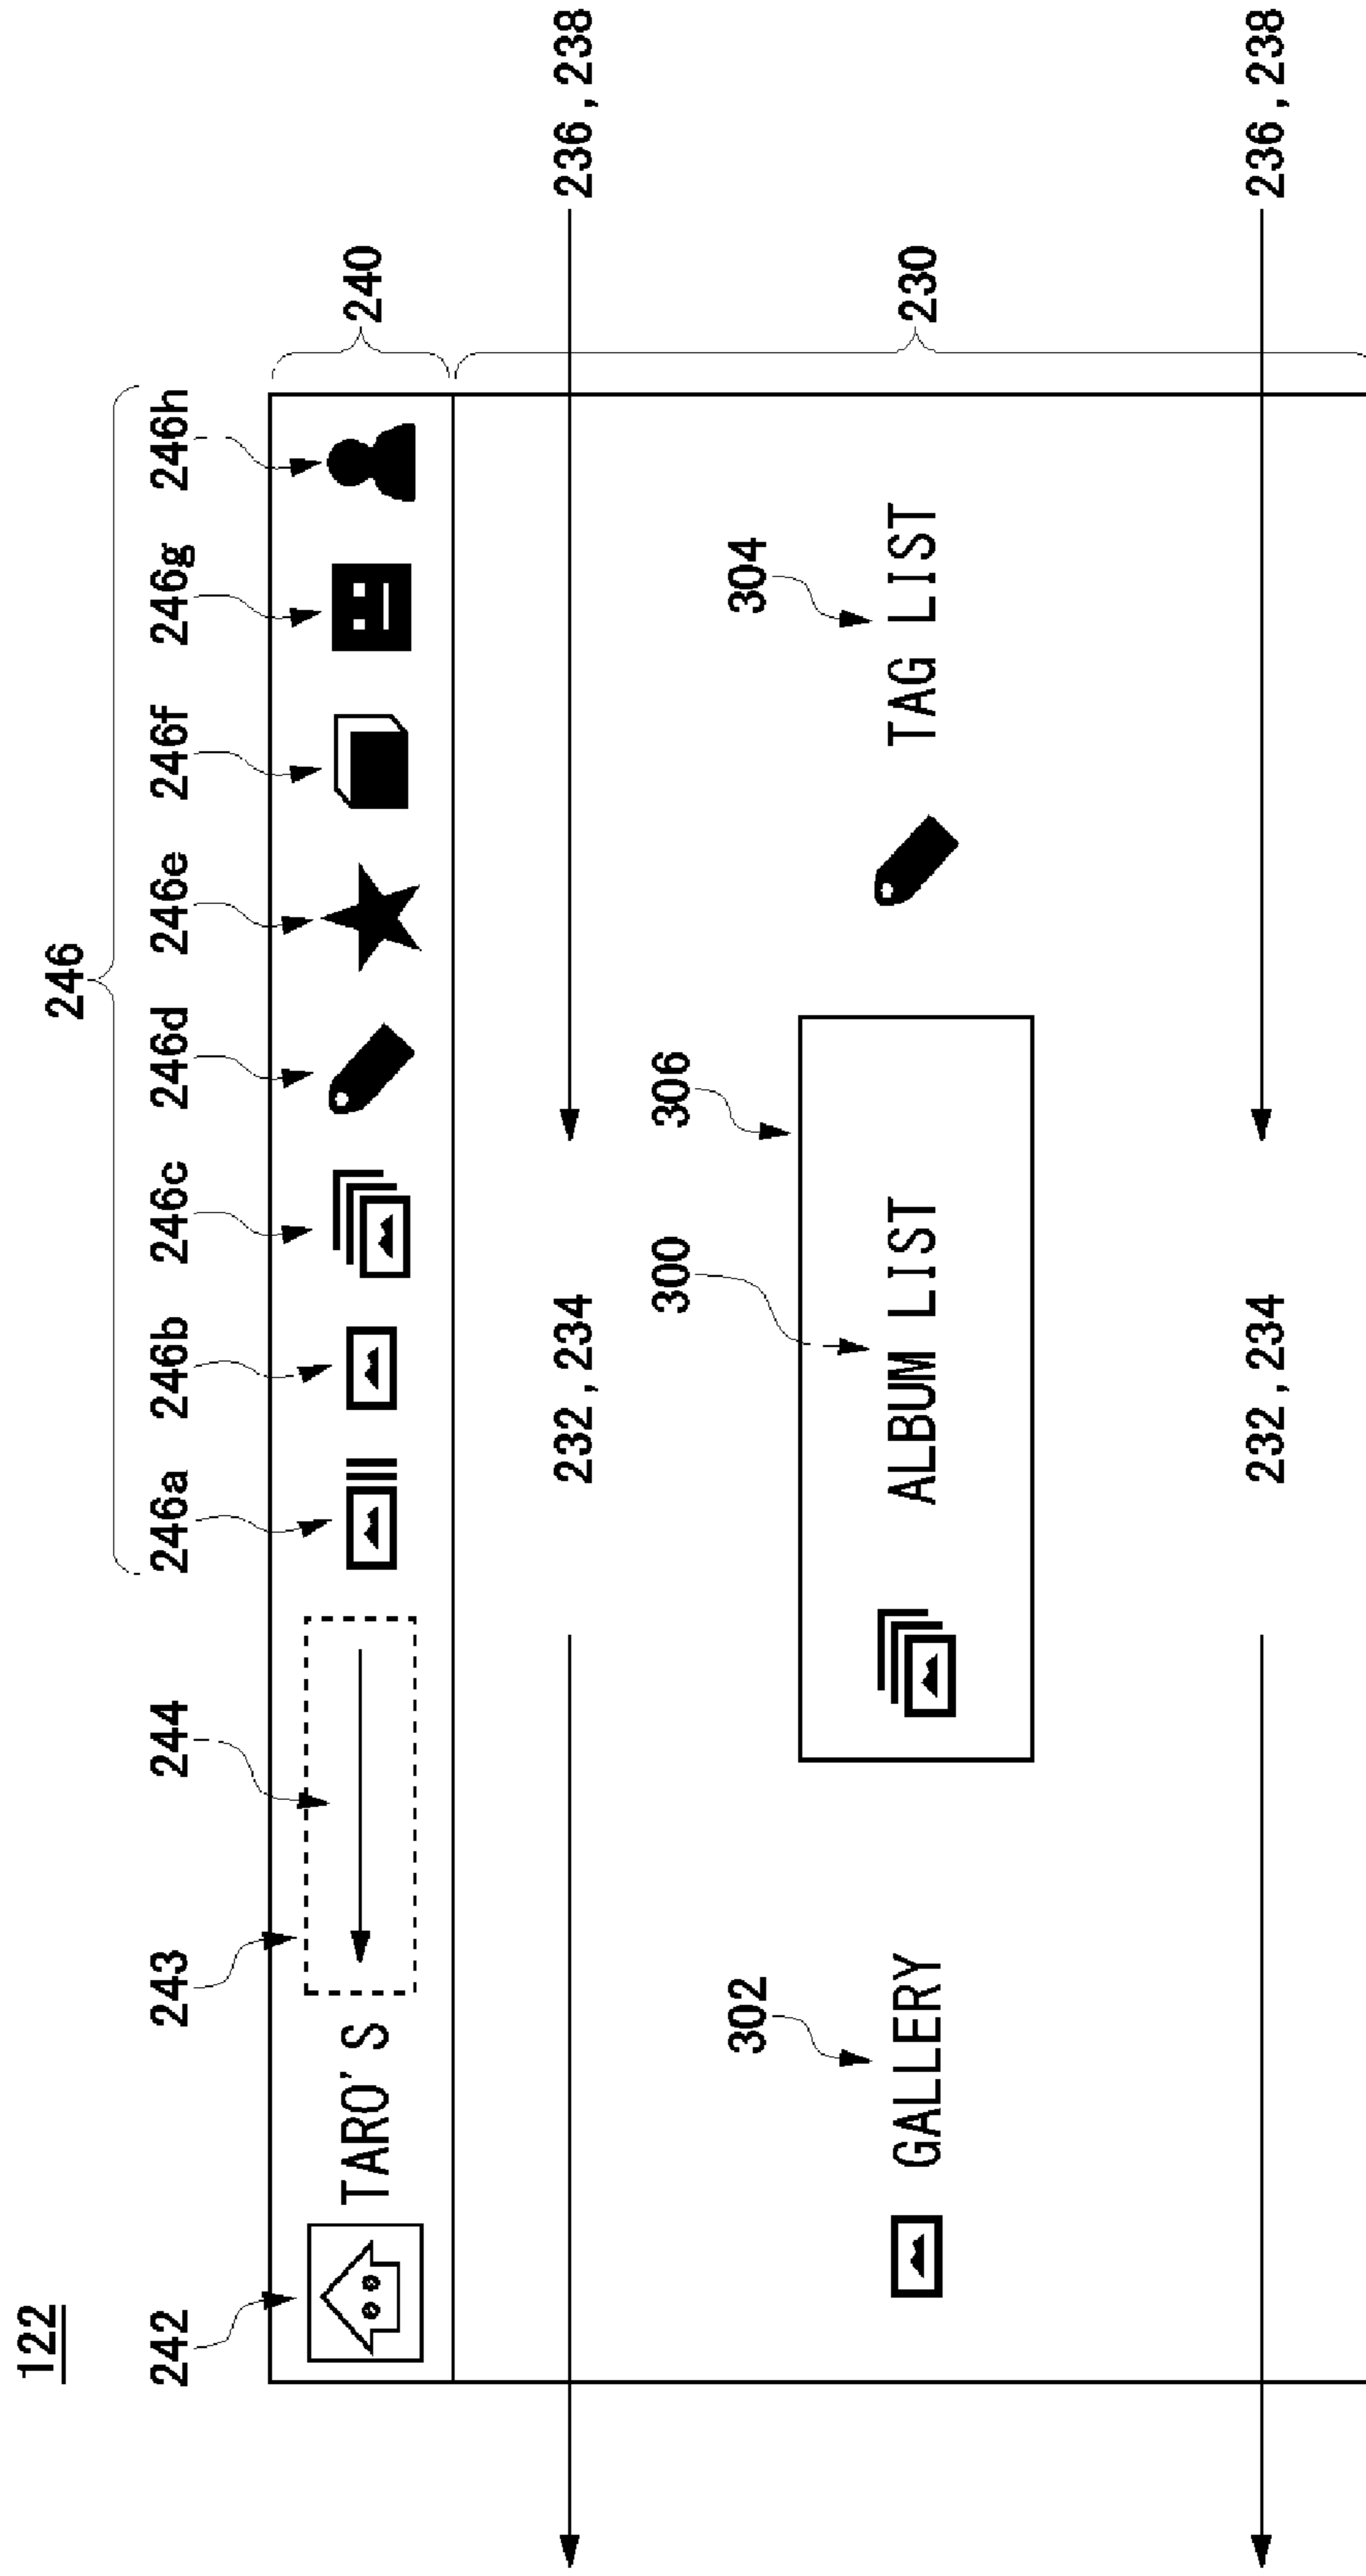 122
246
242 243 244 246a 246b 246c 246d 246e 246f 246g 246h
TARO'S
240
232,234 236,238
302 300 306 304
GALLERY ALBUM LIST TAG LIST
230
232,234 236,238